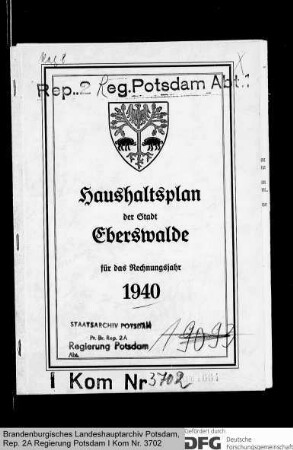 Rep. 2 Reg. Potsdam Abt. I
Haushaltsplan
der Stadt
Eberswalde
für das Rechnungsjahr
1940
STAATSARCHIV POTSDAM
Pr. Br. Rep. 2A
Regierung Potsdam
Abt.
I Kom Nr 3702
Brandenburgisches Landeshauptarchiv Potsdam,
Rep. 2A Regierung Potsdam I Kom Nr. 3702
Gefördert durch
DFG Deutsche
Forschungsgemeinschaft